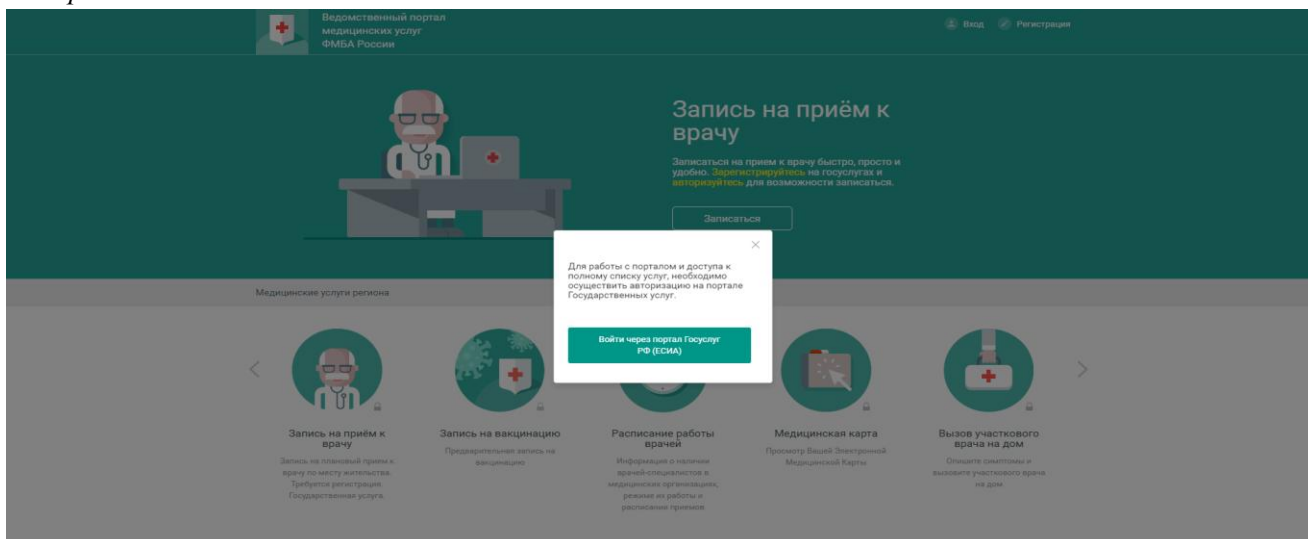 Ведомственный портал
медицинских услуг
ФМБА России
Вход
Регистрация
Запись на приём к
врачу
Записаться на прием к врачу быстро, просто и
удобно. Зарегистрируйтесь на госуслугах и
авторизуйтесь для возможности записаться.
Записаться
Для работы с порталом и доступа к
полному списку услуг, необходимо
осуществить авторизацию на портале
Государственных услуг.
Войти через портал Госуслуг
РФ (ЕСИА)
Медицинские услуги региона
Запись на приём к
врачу
Запись на плановый прием к
врачу по месту жительства.
Требуется регистрация.
Государственная услуга.
Запись на вакцинацию
Предварительная запись на
вакцинацию
Расписание работы
врачей
Информация о наличии
врачей-специалистов в
медицинских организациях,
режиме их работы и
расписание приемов
Медицинская карта
Просмотр Вашей Электронной
Медицинской Карты
Вызов участкового
врача на дом
Опишите симптомы и
вызовите участкового врача
на дом